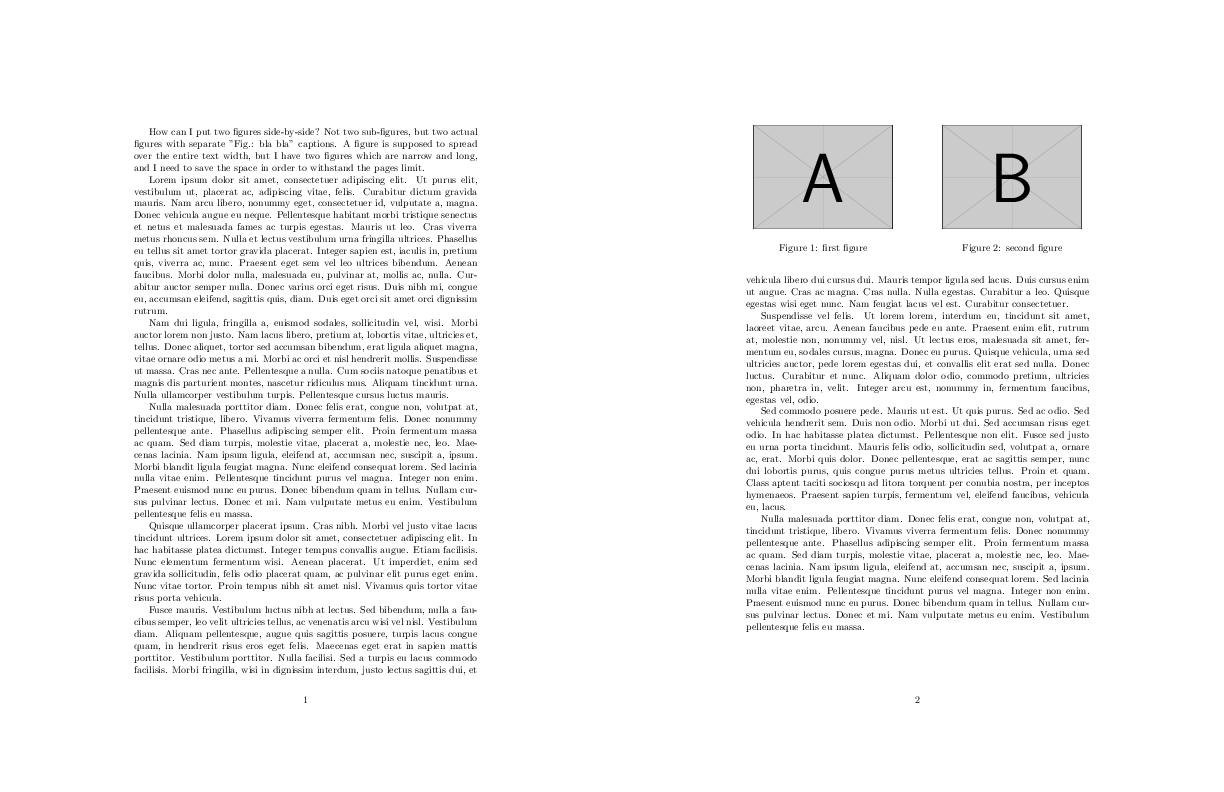 How can I put two figures side-by-side? Not two sub-figures, but two actual
figures with separate "Fig.: bla bla" captions. A figure is supposed to spread
over the entire text width, but I have two figures which are narrow and long,
and I need to save the space in order to withstand the pages limit.
Lorem ipsum dolor sit amet, consectetuer adipiscing elit. Ut purus elit,
vestibulum ut, placerat ac, adipiscing vitae, felis. Curabitur dictum gravida
mauris. Nam arcu libero, nonummy eget, consectetuer id, vulputate a, magna.
Donec vehicula augue eu neque. Pellentesque habitant morbi tristique senectus
et netus et malesuada fames ac turpis egestas. Mauris ut leo. Cras viverra
metus rhoncus sem. Nulla et lectus vestibulum urna fringilla ultrices. Phasellus
eu tellus sit amet tortor gravida placerat. Integer sapien est, iaculis in, pretium
quis, viverra ac, nunc. Praesent eget sem vel leo ultrices bibendum. Aenean
faucibus. Morbi dolor nulla, malesuada eu, pulvinar at, mollis ac, nulla. Cur-
abitur auctor semper nulla. Donec varius orci eget risus. Duis nibh mi, congue
eu, accumsan eleifend, sagittis quis, diam. Duis eget orci sit amet orci dignissim
rutrum.
Nam dui ligula, fringilla a, euismod sodales, sollicitudin vel, wisi. Morbi
auctor lorem non justo. Nam lacus libero, pretium at, lobortis vitae, ultricies et,
tellus. Donec aliquet, tortor sed accumsan bibendum, erat ligula aliquet magna,
vitae ornare odio metus a mi. Morbi ac orci et nisl hendrerit mollis. Suspendisse
ut massa. Cras nec ante. Pellentesque a nulla. Cum sociis natoque penatibus et
magnis dis parturient montes, nascetur ridiculus mus. Aliquam tincidunt urna.
Nulla ullamcorper vestibulum turpis. Pellentesque cursus luctus mauris.
Nulla malesuada porttitor diam. Donec felis erat, congue non, volutpat at,
tincidunt tristique, libero. Vivamus viverra fermentum felis. Donec nonummy
pellentesque ante. Phasellus adipiscing semper elit. Proin fermentum massa
ac quam. Sed diam turpis, molestie vitae, placerat a, molestie nec, leo. Mae-
cenas lacinia. Nam ipsum ligula, eleifend at, accumsan nec, suscipit a, ipsum.
Morbi blandit ligula feugiat magna. Nunc eleifend consequat lorem. Sed lacinia
nulla vitae enim. Pellentesque tincidunt purus vel magna. Integer non enim.
Praesent euismod nunc eu purus. Donec bibendum quam in tellus. Nullam cur-
sus pulvinar lectus. Donec et mi. Nam vulputate metus eu enim. Vestibulum
pellentesque felis eu massa.
Quisque ullamcorper placerat ipsum. Cras nibh. Morbi vel justo vitae lacus
tincidunt ultrices. Lorem ipsum dolor sit amet, consectetuer adipiscing elit. In
hac habitasse platea dictumst. Integer tempus convallis augue. Etiam facilisis.
Nunc elementum fermentum wisi. Aenean placerat. Ut imperdiet, enim sed
gravida sollicitudin, felis odio placerat quam, ac pulvinar elit purus eget enim.
Nunc vitae tortor. Proin tempus nibh sit amet nisl. Vivamus quis tortor vitae
risus porta vehicula.
Fusce mauris. Vestibulum luctus nibh at lectus. Sed bibendum, nulla a fau-
cibus semper, leo velit ultricies tellus, ac venenatis arcu wisi vel nisl. Vestibulum
diam. Aliquam pellentesque, augue quis sagittis posuere, turpis lacus congue
quam, in hendrerit risus eros eget felis. Maecenas eget erat in sapien mattis
porttitor. Vestibulum porttitor. Nulla facilisi. Sed a turpis eu lacus commodo
facilisis. Morbi fringilla, wisi in dignissim interdum, justo lectus sagittis dui, et
1
A
B
Figure 1: first figure
Figure 2: second figure
vehicula libero dui cursus dui. Mauris tempor ligula sed lacus. Duis cursus enim
ut augue. Cras ac magna. Cras nulla. Nulla egestas. Curabitur a leo. Quisque
egestas wisi eget nunc. Nam feugiat lacus vel est. Curabitur consectetuer.
Suspendisse vel felis. Ut lorem lorem, interdum eu, tincidunt sit amet,
laoreet vitae, arcu. Aenean faucibus pede eu ante. Praesent enim elit, rutrum
at, molestie non, nonummy vel, nisl. Ut lectus eros, malesuada sit amet, fer-
mentum eu, sodales cursus, magna. Donec eu purus. Quisque vehicula, urna sed
ultricies auctor, pede lorem egestas dui, et convallis elit erat sed nulla. Donec
luctus. Curabitur et nunc. Aliquam dolor odio, commodo pretium, ultricies
non, pharetra in, velit. Integer arcu est, nonummy in, fermentum faucibus,
egestas vel, odio.
Sed commodo posuere pede. Mauris ut est. Ut quis purus. Sed ac odio. Sed
vehicula hendrerit sem. Duis non odio. Morbi ut dui. Sed accumsan risus eget
odio. In hac habitasse platea dictumst. Pellentesque non elit. Fusce sed justo
eu urna porta tincidunt. Mauris felis odio, sollicitudin sed, volutpat a, ornare
ac, erat. Morbi quis dolor. Donec pellentesque, erat ac sagittis semper, nunc
dui lobortis purus, quis congue purus metus ultricies tellus. Proin et quam.
Class aptent taciti sociosqu ad litora torquent per conubia nostra, per inceptos
hymenaeos. Praesent sapien turpis, fermentum vel, eleifend faucibus, vehicula
eu, lacus.
Nulla malesuada porttitor diam. Donec felis erat, congue non, volutpat at,
tincidunt tristique, libero. Vivamus viverra fermentum felis. Donec nonummy
pellentesque ante. Phasellus adipiscing semper elit. Proin fermentum massa
ac quam. Sed diam turpis, molestie vitae, placerat a, molestie nec, leo. Mae-
cenas lacinia. Nam ipsum ligula, eleifend at, accumsan nec, suscipit a, ipsum.
Morbi blandit ligula feugiat magna. Nunc eleifend consequat lorem. Sed lacinia
nulla vitae enim. Pellentesque tincidunt purus vel magna. Integer non enim.
Praesent euismod nunc eu purus. Donec bibendum quam in tellus. Nullam cur-
sus pulvinar lectus. Donec et mi. Nam vulputate metus eu enim. Vestibulum
pellentesque felis eu massa.
2